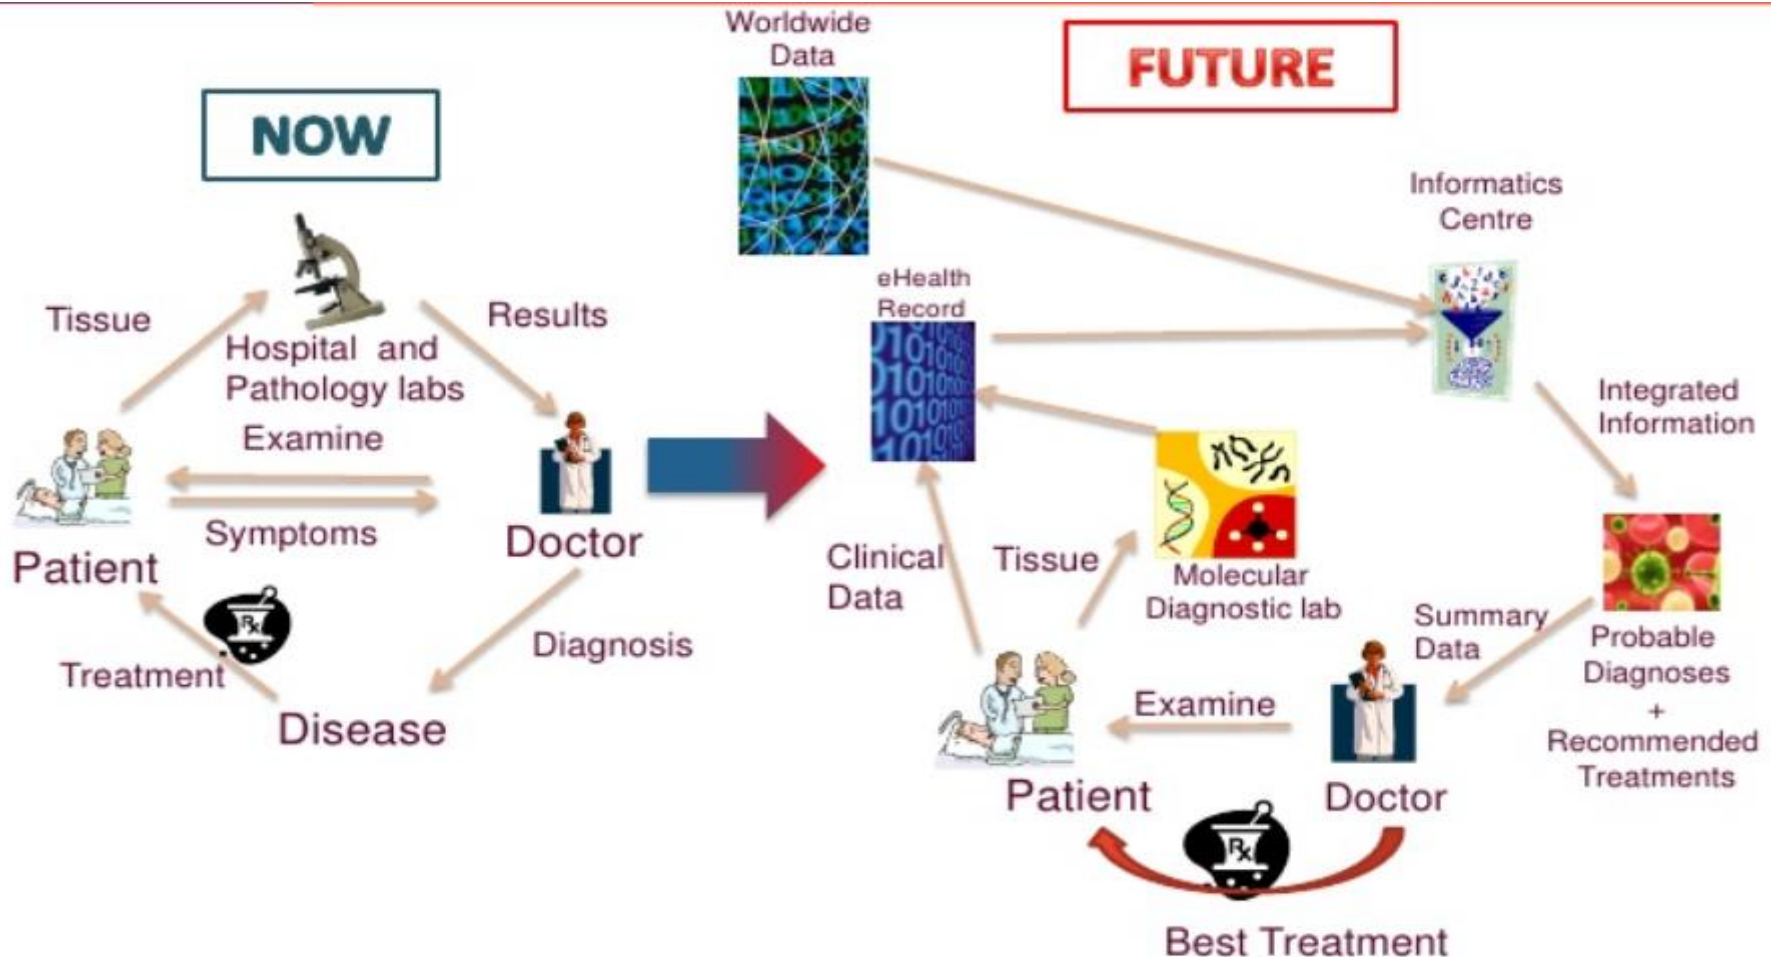 NOW
Tissue
Results
Hospital and
Pathology labs
Examine
Symptoms
Patient
Doctor
Rx
Treatment
Diagnosis
Disease
FUTURE
Worldwide
Data
Informatics
Centre
eHealth
Record
Integrated
Information
Clinical
Data
Tissue
Molecular
Diagnostic lab
Summary
Data
Probable
Diagnoses
+
Recommended
Treatments
Examine
Patient
Doctor
Rx
Best Treatment